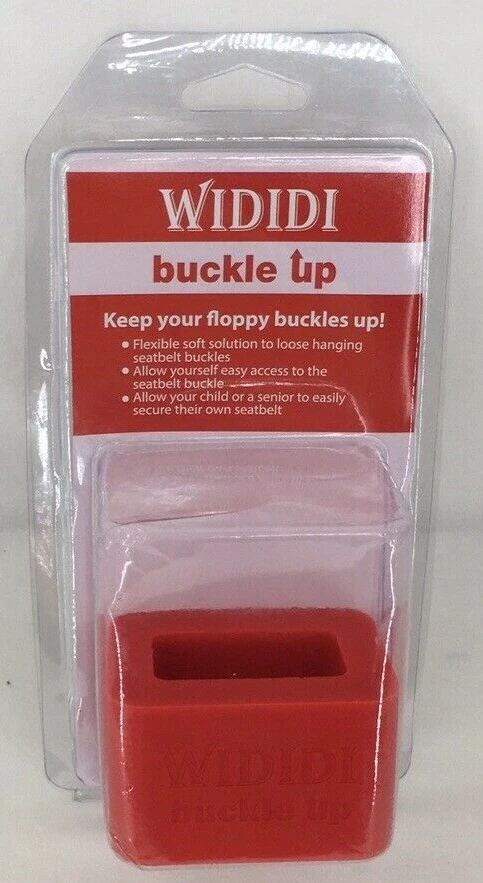 WIDIDI
buckle up
Keep your floppy buckles up!
• Flexible soft solution to loose hanging
seatbelt buckles
• Allow yourself easy access to the
seatbelt buckle
• Allow your child or a senior to easily
secure their own seatbelt
WIDIDI
buckle up